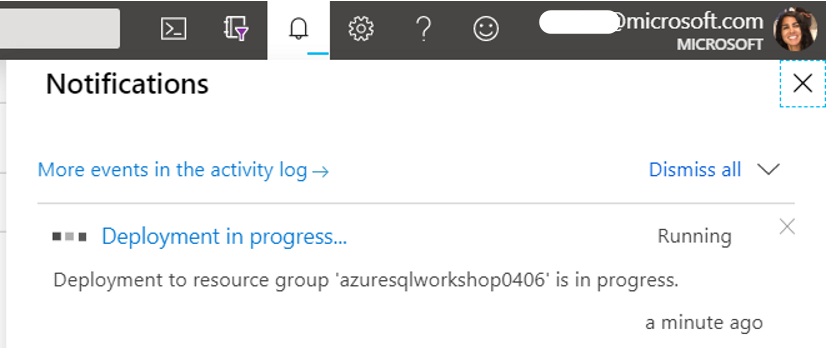 @microsoft.com
MICROSOFT
Notifications
More events in the activity log →
Dismiss all
Deployment in progress...
Running
Deployment to resource group 'azuresqlworkshop0406' is in progress.
a minute ago